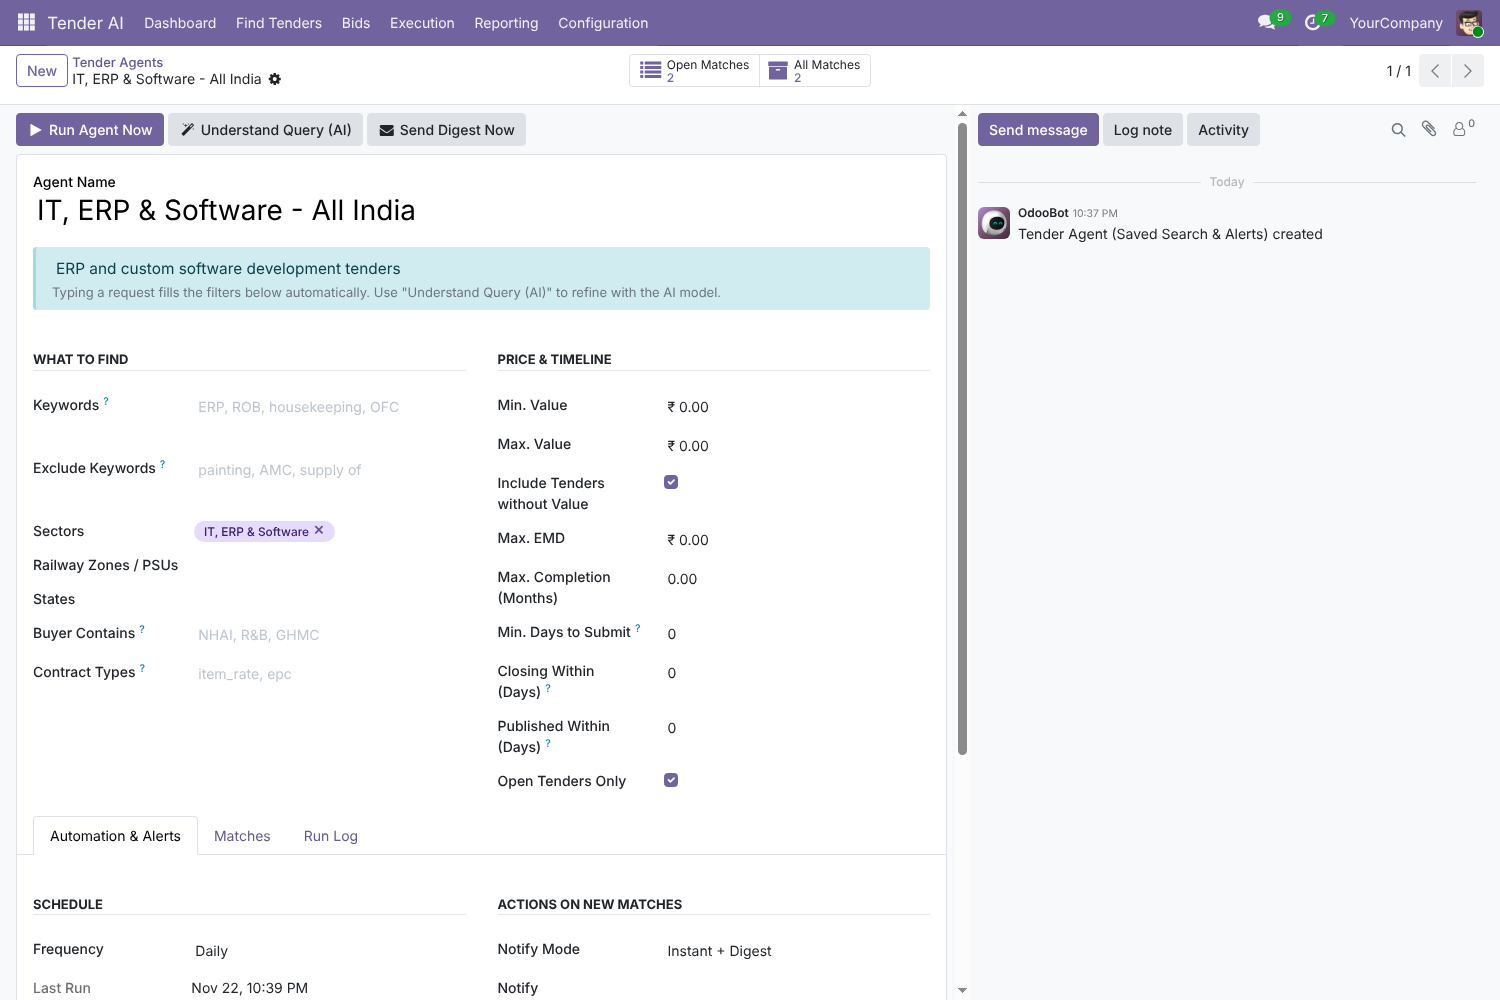 Tender AI
Dashboard
Find Tenders
Bids
Execution
Reporting
Configuration
9
7
YourCompany
New
Tender Agents
IT, ERP & Software - All India
Open Matches
2
All Matches
2
1 / 1
Run Agent Now
Understand Query (AI)
Send Digest Now
Send message
Log note
Activity
0
Agent Name
IT, ERP & Software - All India
ERP and custom software development tenders
Typing a request fills the filters below automatically. Use "Understand Query (AI)" to refine with the AI model.
WHAT TO FIND
Keywords ?
ERP, ROB, housekeeping, OFC
Exclude Keywords ?
painting, AMC, supply of
Sectors
IT, ERP & Software
Railway Zones / PSUs
States
Buyer Contains ?
NHAI, R&B, GHMC
Contract Types ?
item_rate, epc
PRICE & TIMELINE
Min. Value
₹ 0.00
Max. Value
₹ 0.00
Include Tenders
without Value
Max. EMD
₹ 0.00
Max. Completion
(Months)
0.00
Min. Days to Submit ?
0
Closing Within
(Days) ?
0
Published Within
(Days) ?
0
Open Tenders Only
Automation & Alerts
Matches
Run Log
SCHEDULE
Frequency
Daily
Last Run
Nov 22, 10:39 PM
ACTIONS ON NEW MATCHES
Notify Mode
Instant + Digest
Notify
Today
OdooBot 10:37 PM
Tender Agent (Saved Search & Alerts) created